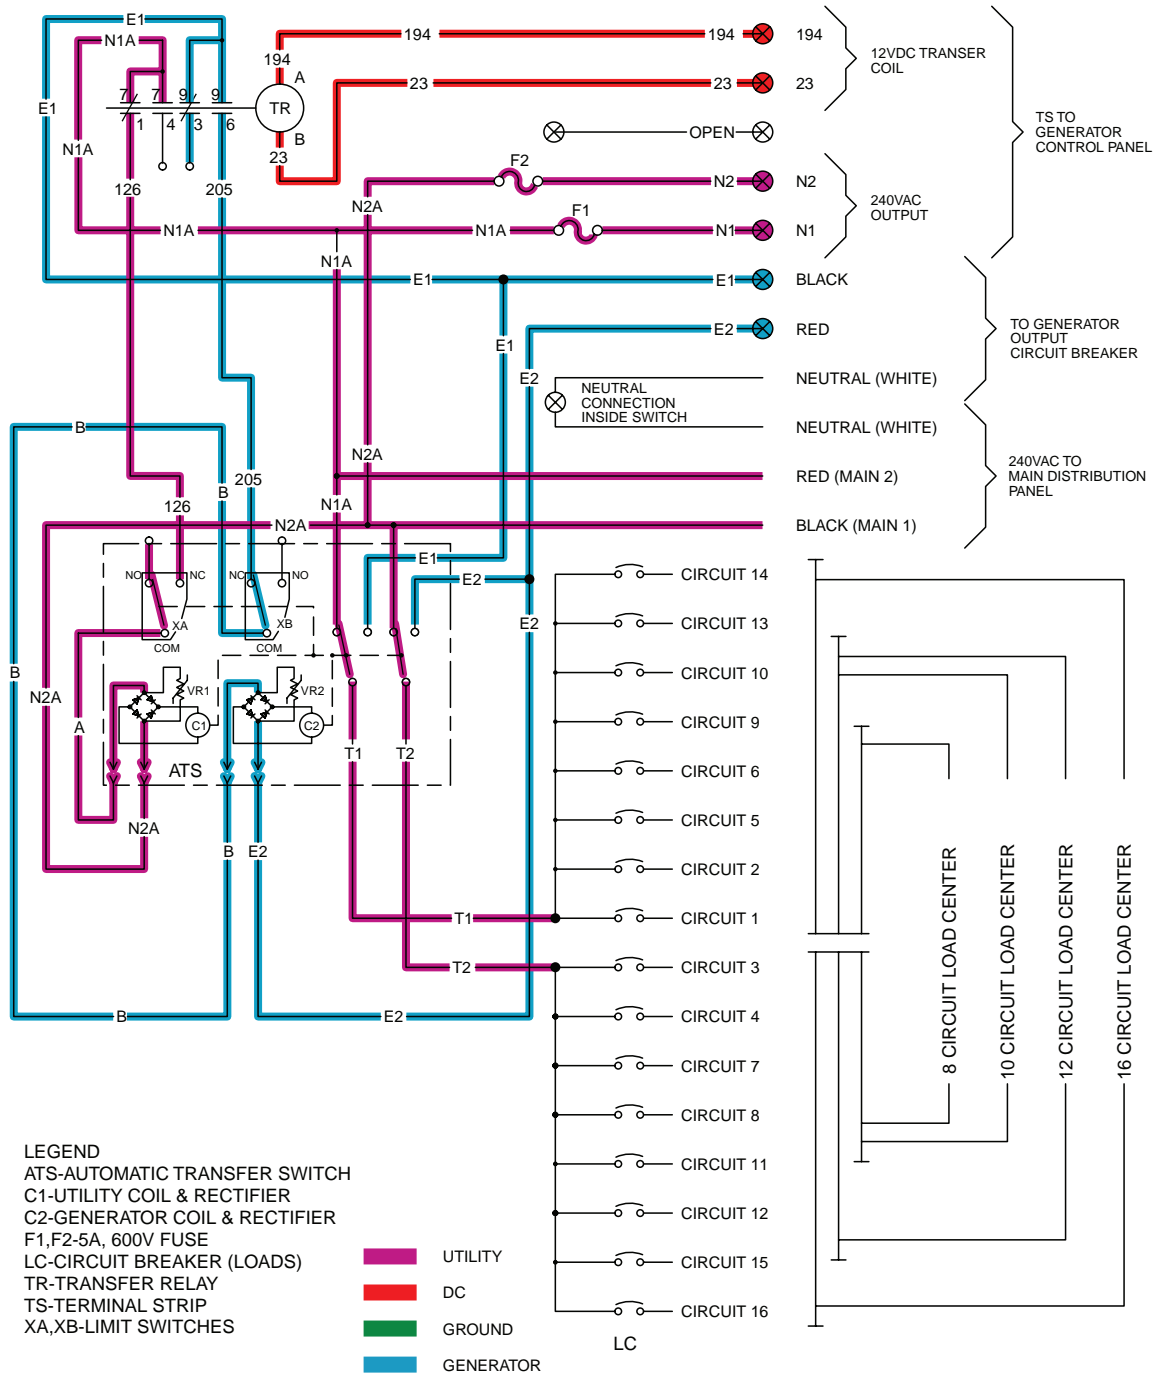 E1
N1A
194
194
194
194
12VDC TRANSER
COIL
A
7
7
9
9
TR
23
23
23
E1
1
4
3
6
B
OPEN
TS TO
GENERATOR
CONTROL PANEL
N1A
23
F2
126
205
N2
N2
N2A
240VAC
OUTPUT
F1
N1A
N1A
N1
N1
N1A
E1
E1
BLACK
E2
RED
TO GENERATOR
OUTPUT
CIRCUIT BREAKER
E1
E2
NEUTRAL
CONNECTION
INSIDE SWITCH
NEUTRAL (WHITE)
B
NEUTRAL (WHITE)
N2A
240VAC TO
MAIN DISTRIBUTION
PANEL
RED (MAIN 2)
205
B
126
N1A
N2A
BLACK (MAIN 1)
E1
E2
NO
NC
NC
NO
XA
XB
COM
COM
E2
B
N2A
A
VR1
VR2
C1
C2
T1
T2
ATS
N2A
B
E2
T1
T2
B
E2
CIRCUIT 14
CIRCUIT 13
CIRCUIT 10
CIRCUIT 9
CIRCUIT 6
CIRCUIT 5
CIRCUIT 2
CIRCUIT 1
CIRCUIT 3
CIRCUIT 4
CIRCUIT 7
CIRCUIT 8
CIRCUIT 11
CIRCUIT 12
CIRCUIT 15
CIRCUIT 16
LC
8 CIRCUIT LOAD CENTER
10 CIRCUIT LOAD CENTER
12 CIRCUIT LOAD CENTER
16 CIRCUIT LOAD CENTER
LEGEND
ATS-AUTOMATIC TRANSFER SWITCH
C1-UTILITY COIL & RECTIFIER
C2-GENERATOR COIL & RECTIFIER
F1,F2-5A, 600V FUSE
LC-CIRCUIT BREAKER (LOADS)
TR-TRANSFER RELAY
TS-TERMINAL STRIP
XA,XB-LIMIT SWITCHES
UTILITY
DC
GROUND
GENERATOR